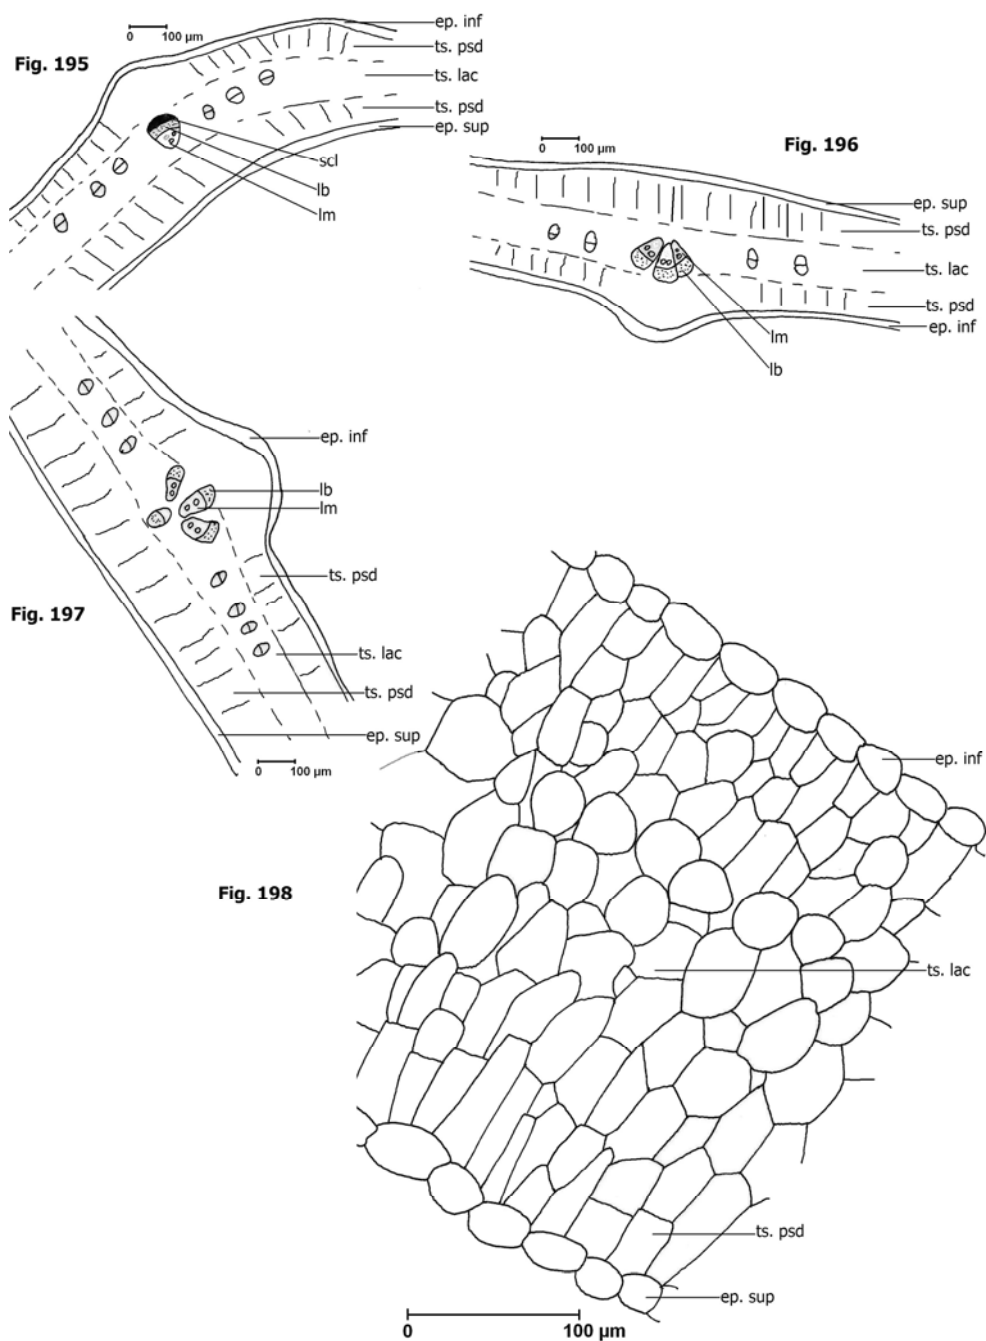 Fig. 195
0 100 µm
ep. inf
ts. psd
ts. lac
ts. psd
ep. sup
scl
lb
lm
Fig. 196
0 100 µm
ep. sup
ts. psd
ts. lac
ts. psd
ep. inf
lm
lb
Fig. 197
ep. inf
lb
lm
ts. psd
ts. lac
ts. psd
ep. sup
0 100 µm
Fig. 198
ep. inf
ts. lac
ts. psd
ep. sup
0 100 µm